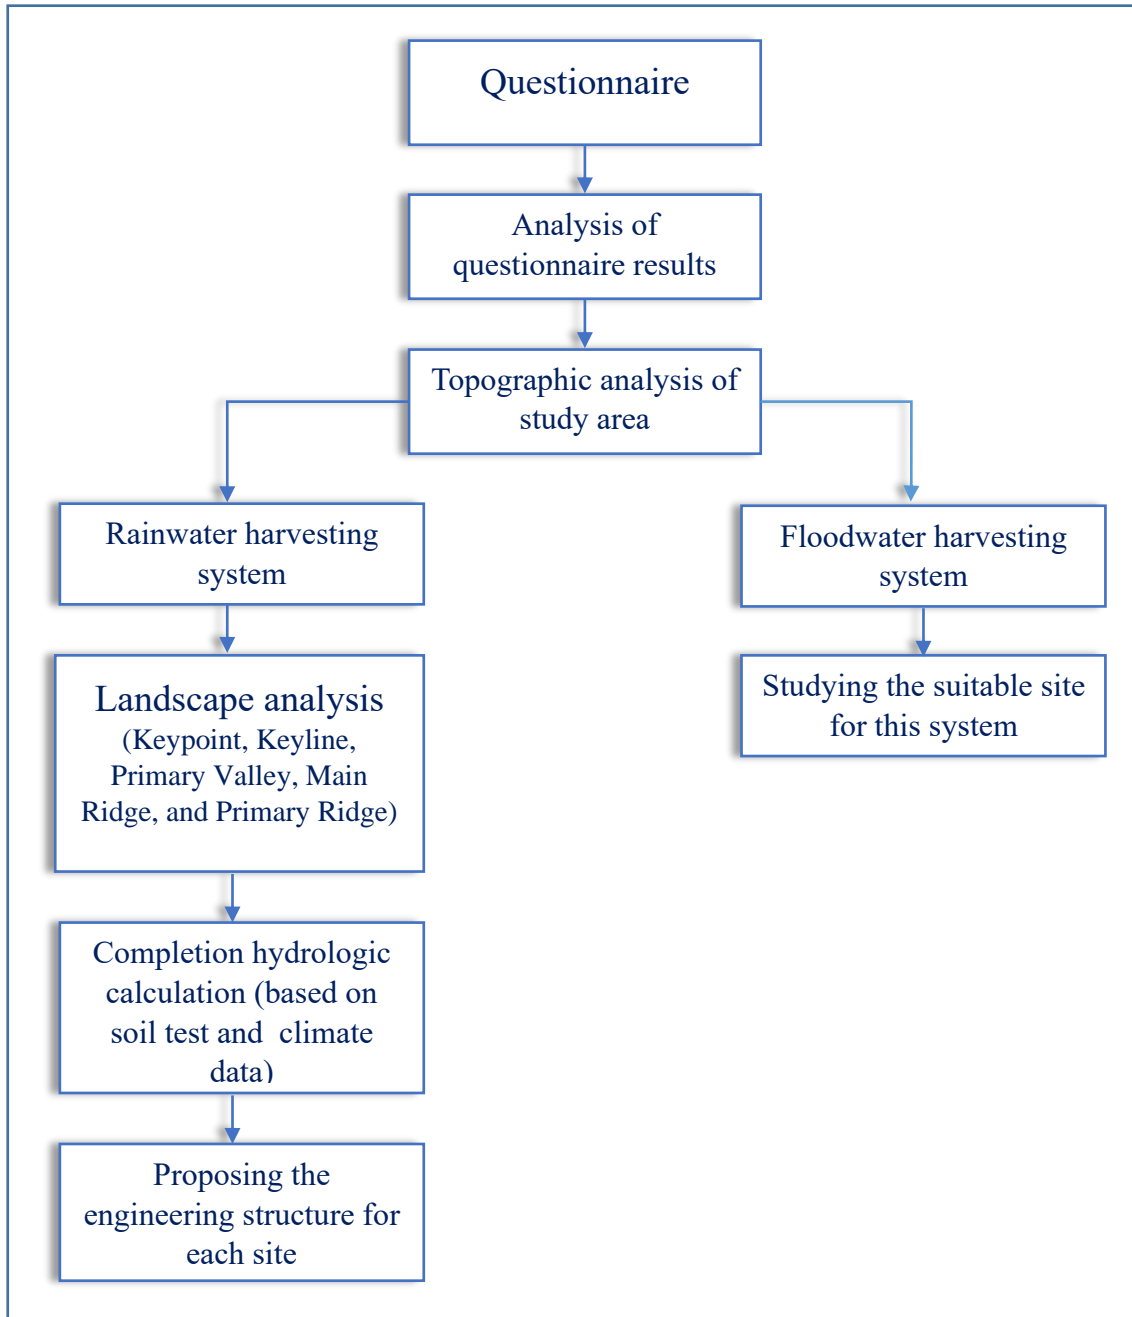 Questionnaire
Analysis of
questionnaire results
Topographic analysis of
study area
Rainwater harvesting
system
Floodwater harvesting
system
Landscape analysis
(Keypoint, Keyline,
Primary Valley, Main
Ridge, and Primary Ridge)
Studying the suitable site
for this system
Completion hydrologic
calculation (based on
soil test and  climate
data)
Proposing the
engineering structure for
each site